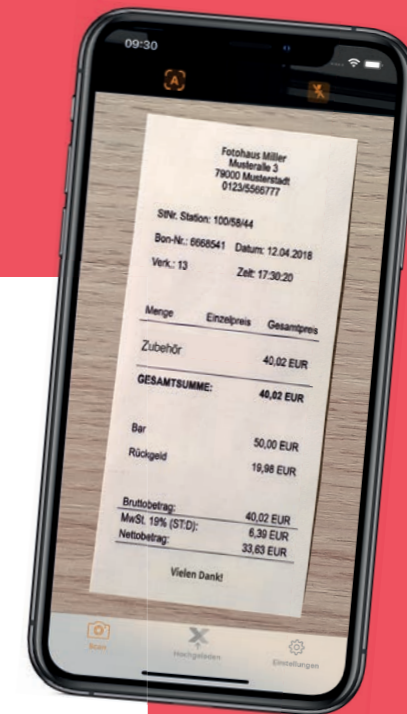 09:30
A
Fotohaus Miller
Musteralle 3
79000 Musterstadt
0123/5566777
StNr. Station: 100/58/44
Bon-Nr.: 6668541 Datum: 12.04.2018
Verk.: 13 Zeit: 17:30:20
Menge Einzelpreis Gesamtpreis
Zubehör 40,02 EUR
GESAMTSUMME: 40,02 EUR
Bar 50,00 EUR
Rückgeld 19,98 EUR
Bruttobetrag: 40,02 EUR
MwSt. 19% (ST:D): 6,39 EUR
Nettobetrag: 33,63 EUR
Vielen Dank!
Scan Hochgeladen Einstellungen